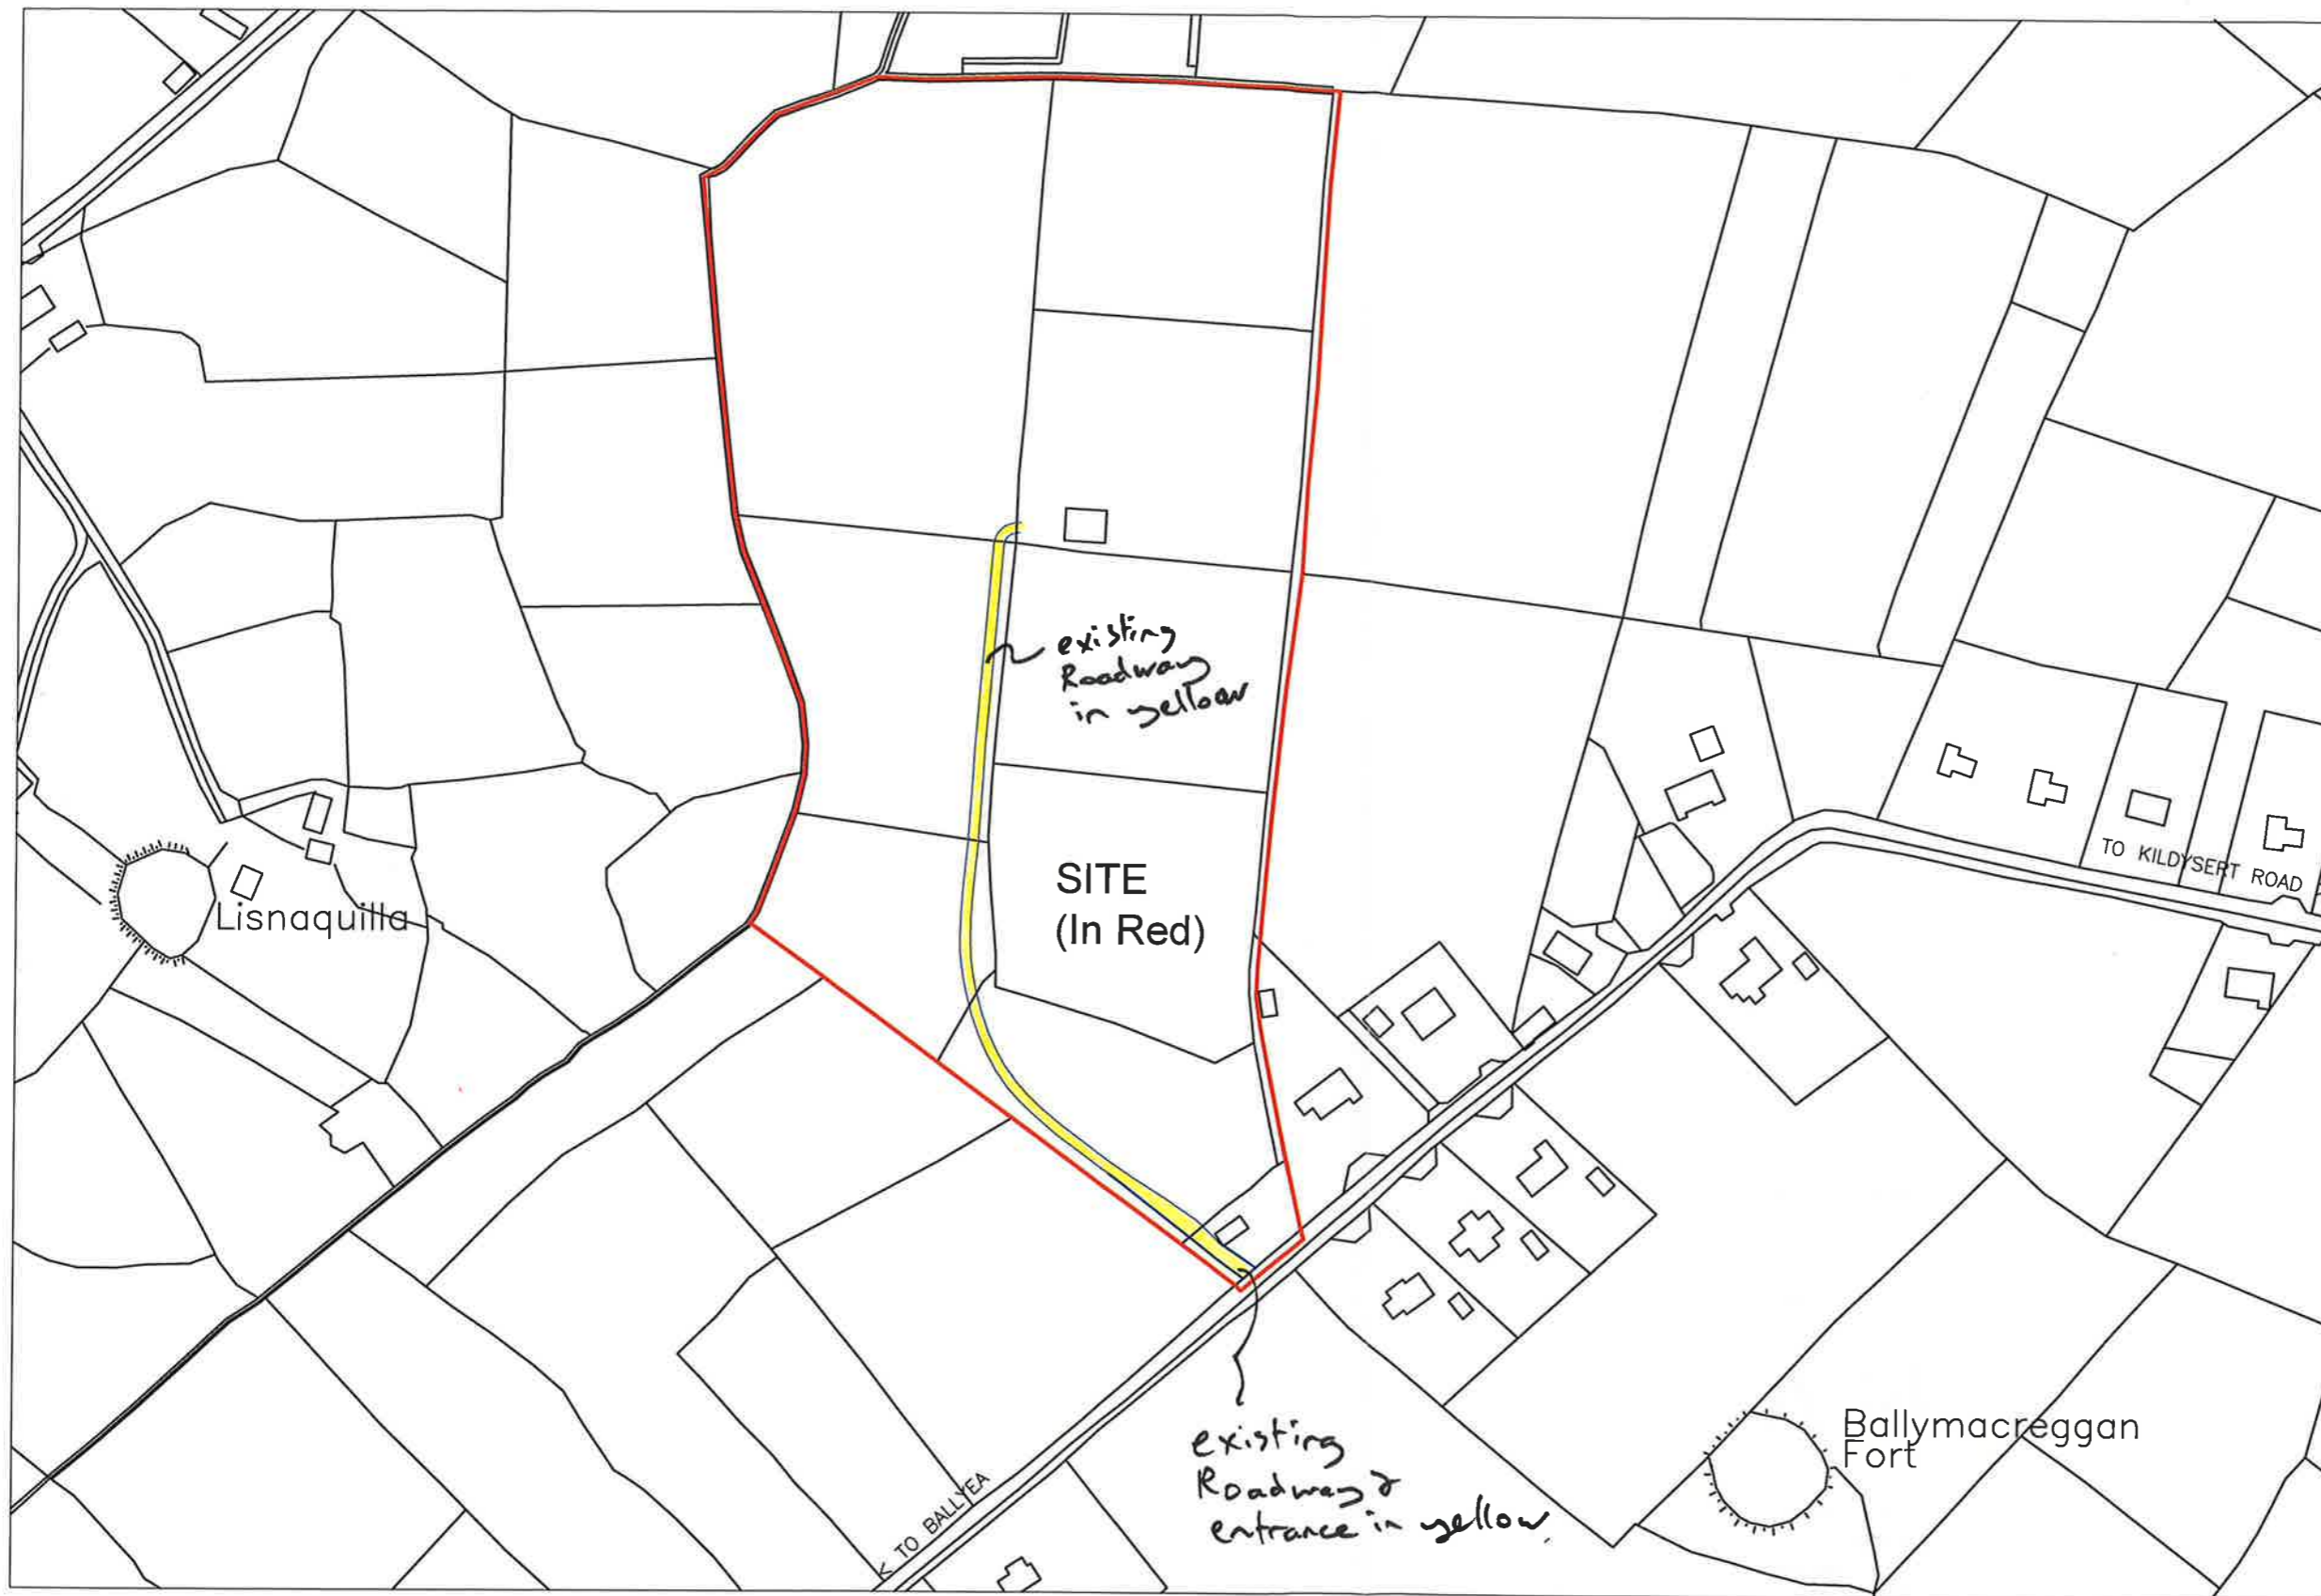 existing
Roadway
in yellow
TO KILDYSERT ROAD
SITE
(In Red)
Lisnaquilla
Ballymacreggan
Fort
existing
Roadway &
entrance in yellow.
< TO BALLYEA